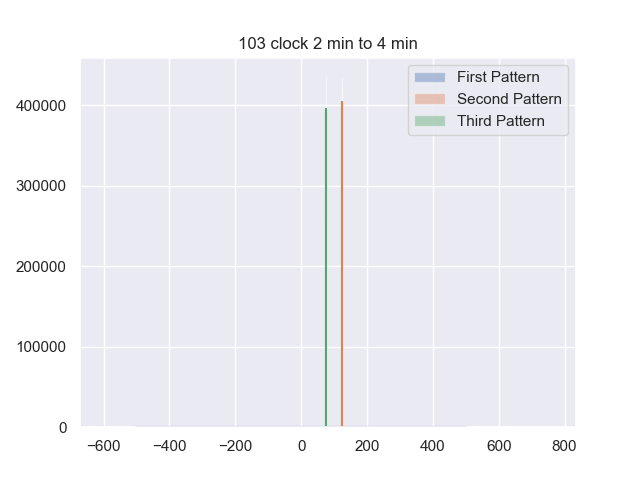 103 clock 2 min to 4 min
First Pattern
Second Pattern
Third Pattern
400000
300000
200000
100000
0
−600 −400 −200 0 200 400 600 800